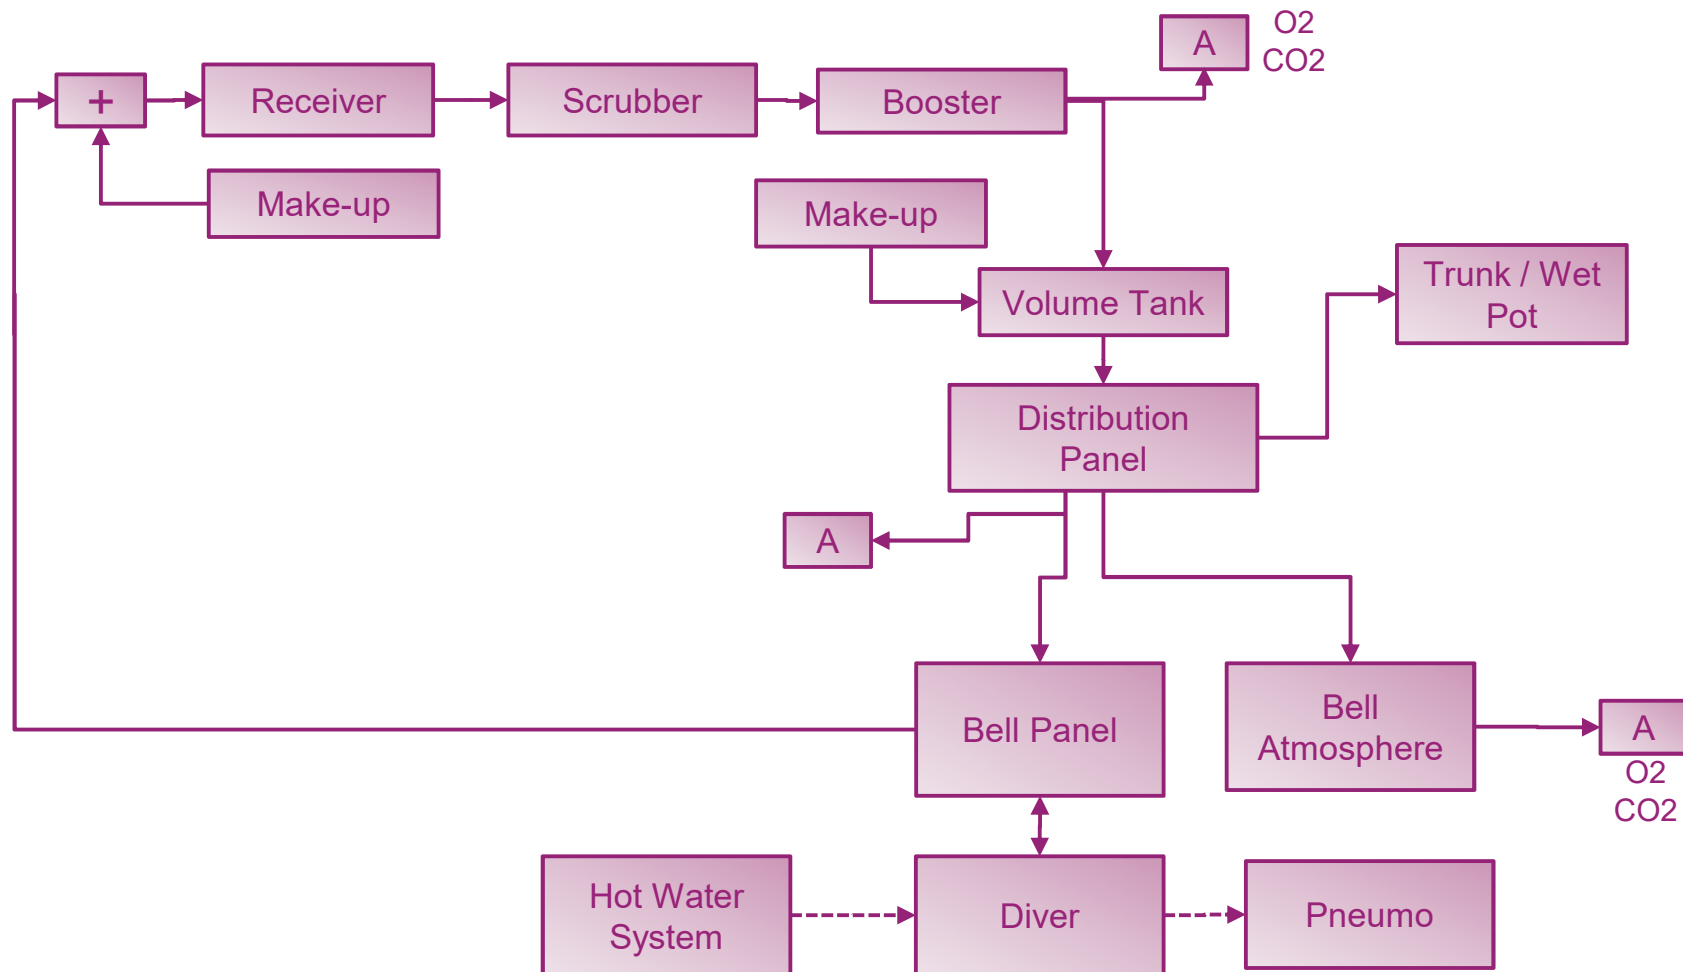 A
O2
CO2
+
Receiver
Scrubber
Booster
Make-up
Make-up
Volume Tank
Trunk / Wet
Pot
Distribution
Panel
A
Bell Panel
Bell
Atmosphere
A
O2
CO2
Hot Water
System
Diver
Pneumo